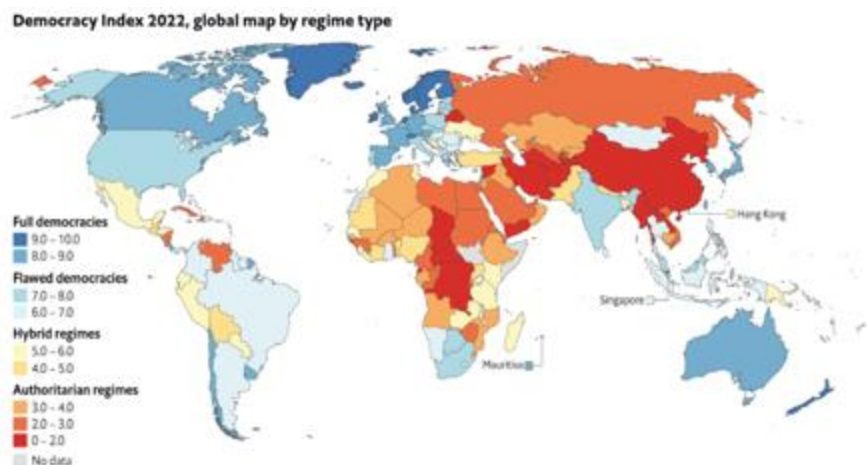 Democracy Index 2022, global map by regime type
Full democracies
9.0 – 10.0
8.0 – 9.0
Flawed democracies
7.0 – 8.0
6.0 – 7.0
Hybrid regimes
5.0 – 6.0
4.0 – 5.0
Authoritarian regimes
3.0 – 4.0
2.0 – 3.0
0 – 2.0
No data
Hong Kong
Singapore
Mauritius